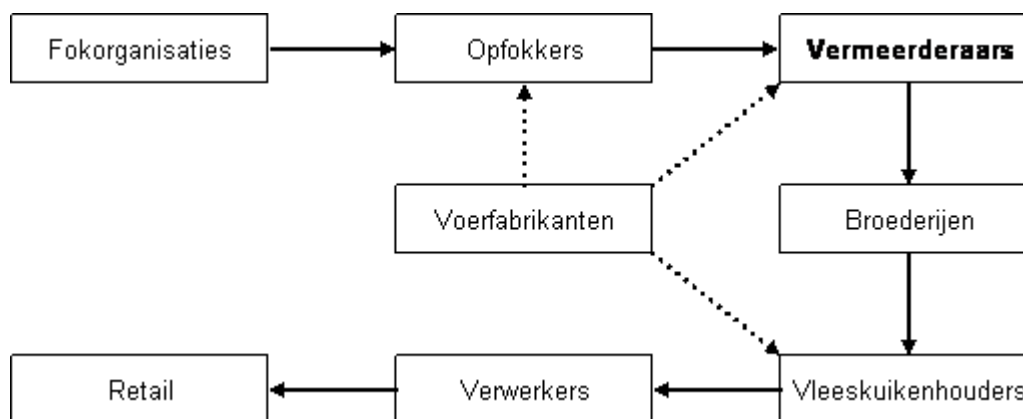 Fokorganisaties
Opfokkers
Vermeerderaars
Voerfabrikanten
Broederijen
Retail
Verwerkers
Vleeskuikenhouders